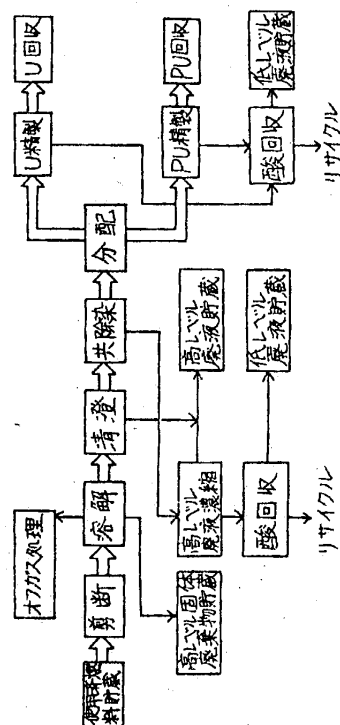 使用済燃
料貯蔵
剪断
溶解
オフガス処理
清澄
共除染
分配
U精製
U回収
PU精製
PU回収
高レベル固体
廃棄物貯蔵
高レベル
廃液濃縮
高レベル
廃液貯蔵
酸回収
低レベル
廃液貯蔵
リサイクル
酸回収
低レベル
廃液貯蔵
リサイクル